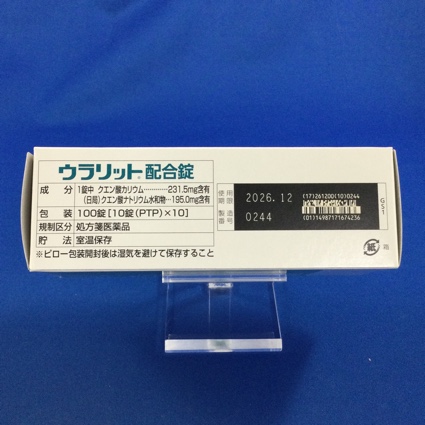 ウラリット®配合錠
成分 1錠中 クエン酸カリウム…………231.5mg含有
(日局)クエン酸ナトリウム水和物…195.0mg含有
包装 100錠[10錠(PTP)×10]
規制区分 処方箋医薬品
貯法 室温保存
※ピロー包装開封後は湿気を避けて保存すること
使用期限 2026.12
製造番号 0244
(17)261200(10)0244
(01)14987171674236
GS1
紙 箱